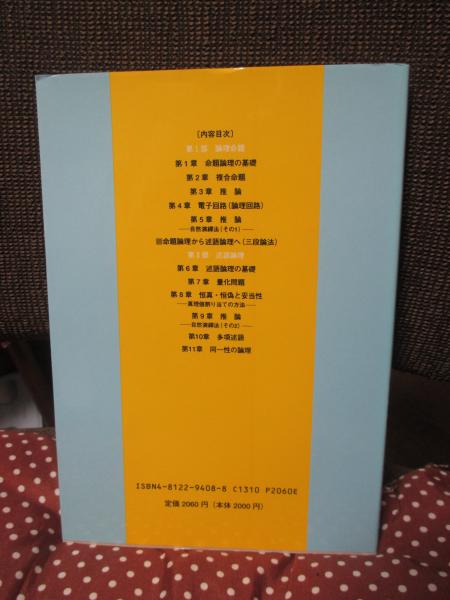 〔内容目次〕
第Ⅰ部 論理命題
第1章 命題論理の基礎
第2章 複合命題
第3章 推論
第4章 電子回路(論理回路)
第5章 推論
──自然演繹法(その1)──
命題論理から述語論理へ(三段論法)
第Ⅱ部 述語論理
第6章 述語論理の基礎
第7章 量化問題
第8章 恒真・恒偽と妥当性
──真理値割り当ての方法──
第9章 推論
──自然演繹法(その2)──
第10章 多項述語
第11章 同一性の論理
ISBN4-8122-9408-8 C1310 P2060E
定価 2060円(本体 2000円)